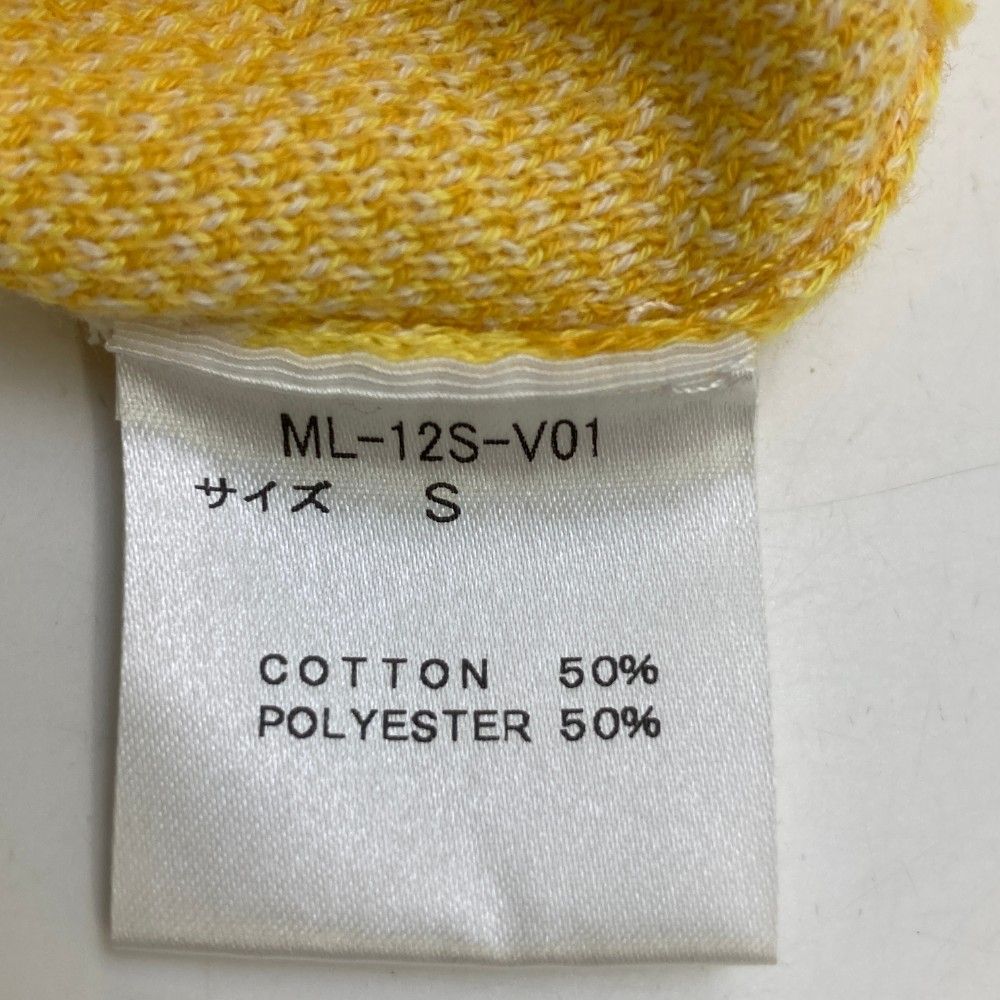 ML-12S-V01
サイズ S
COTTON 50%
POLYESTER 50%